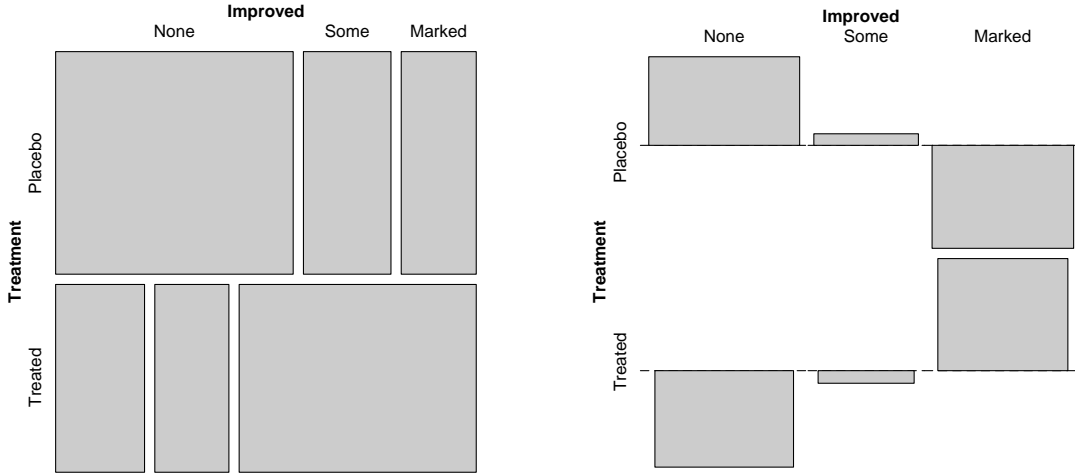 Improved
None Some Marked
Treatment
Placebo
Treated
Improved
None Some Marked
Treatment
Placebo
Treated